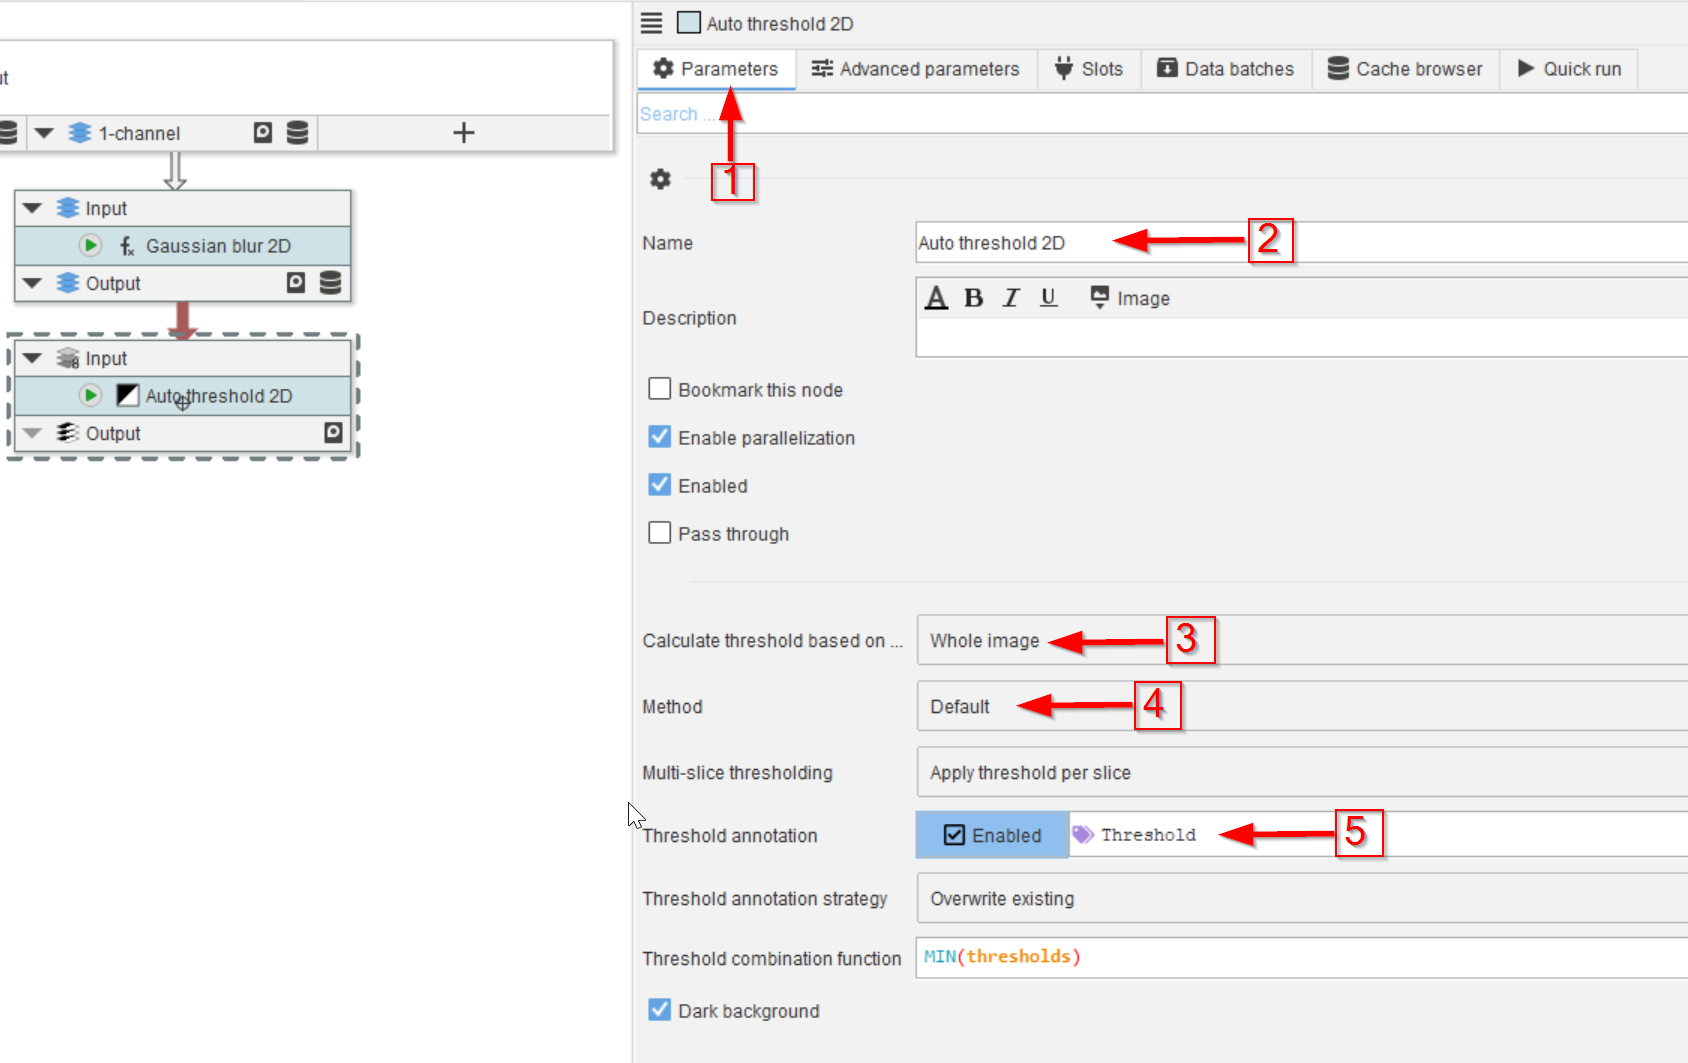 ut
1-channel
Input
Gaussian blur 2D
Output
Input
Auto threshold 2D
Output
Auto threshold 2D
Parameters
Advanced parameters
Slots
Data batches
Cache browser
Quick run
Search ...
1
Name
Auto threshold 2D
2
Description
A B I U Image
Bookmark this node
Enable parallelization
Enabled
Pass through
Calculate threshold based on ...
Whole image
3
Method
Default
4
Multi-slice thresholding
Apply threshold per slice
Threshold annotation
Enabled
Threshold
5
Threshold annotation strategy
Overwrite existing
Threshold combination function
MIN(thresholds)
Dark background